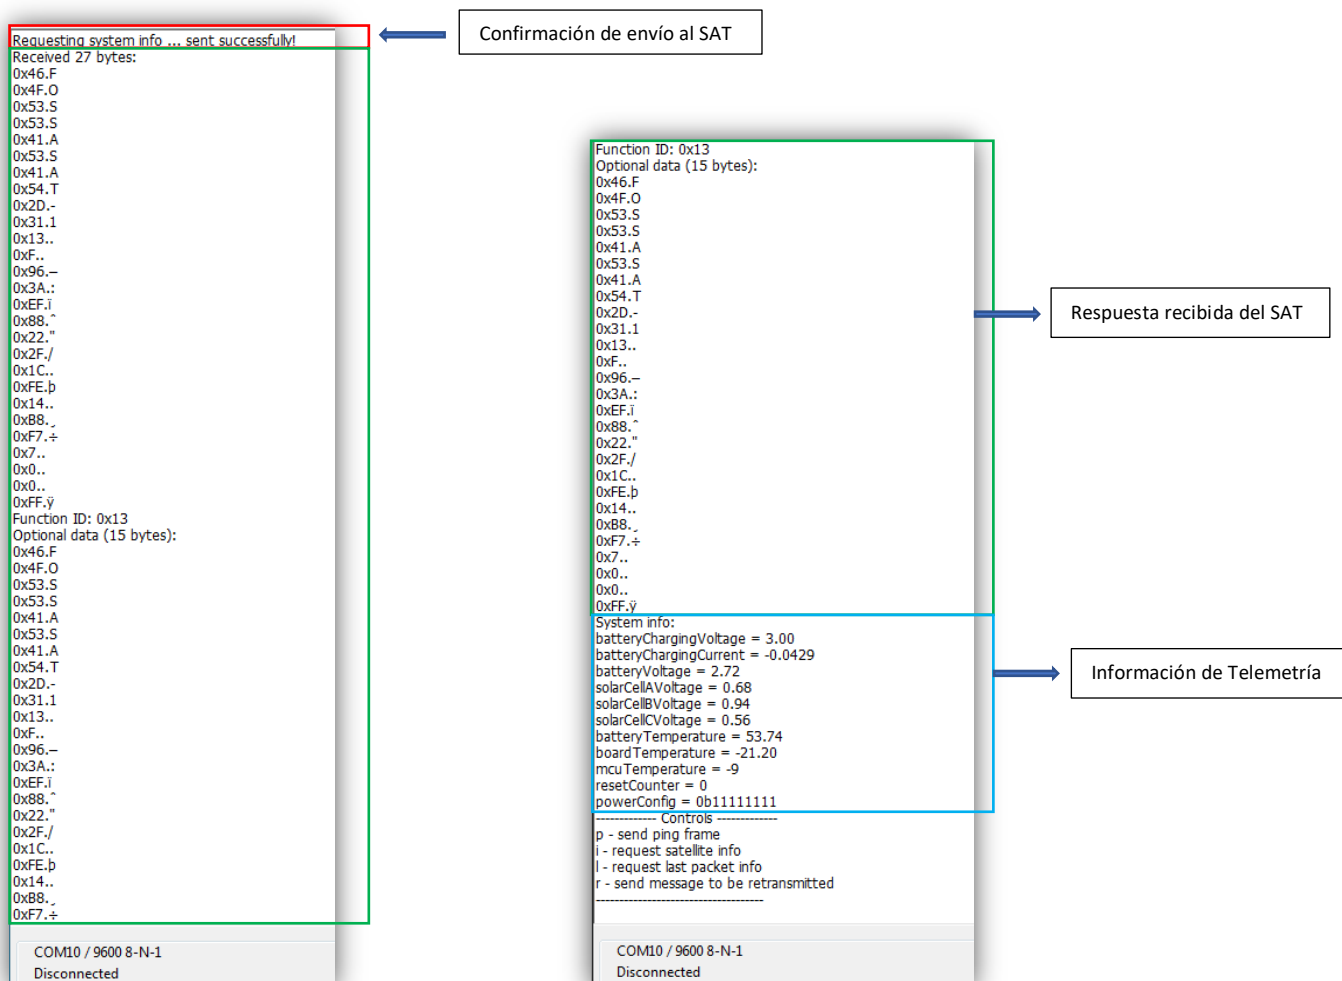 Requesting system info ... sent successfully!
Received 27 bytes:
0x46.F
0x4F.O
0x53.S
0x53.S
0x41.A
0x53.S
0x41.A
0x54.T
0x2D.-
0x31.1
0x13..
0xF..
0x96.–
0x3A.:
0xEF.ï
0x88.ˆ
0x22."
0x2F./
0x1C..
0xFE.þ
0x14..
0xB8.¸
0xF7.÷
0x7..
0x0..
0x0..
0xFF.ÿ
Function ID: 0x13
Optional data (15 bytes):
0x46.F
0x4F.O
0x53.S
0x53.S
0x41.A
0x53.S
0x41.A
0x54.T
0x2D.-
0x31.1
0x13..
0xF..
0x96.–
0x3A.:
0xEF.ï
0x88.ˆ
0x22."
0x2F./
0x1C..
0xFE.þ
0x14..
0xB8.¸
0xF7.÷
COM10 / 9600 8-N-1
Disconnected
Confirmación de envío al SAT
Function ID: 0x13
Optional data (15 bytes):
0x46.F
0x4F.O
0x53.S
0x53.S
0x41.A
0x53.S
0x41.A
0x54.T
0x2D.-
0x31.1
0x13..
0xF..
0x96.–
0x3A.:
0xEF.ï
0x88.ˆ
0x22."
0x2F./
0x1C..
0xFE.þ
0x14..
0xB8.¸
0xF7.÷
0x7..
0x0..
0x0..
0xFF.ÿ
System info:
batteryChargingVoltage = 3.00
batteryChargingCurrent = -0.0429
batteryVoltage = 2.72
solarCellAVoltage = 0.68
solarCellBVoltage = 0.94
solarCellCVoltage = 0.56
batteryTemperature = 53.74
boardTemperature = -21.20
mcuTemperature = -9
resetCounter = 0
powerConfig = 0b11111111
------------- Controls -------------
p - send ping frame
i - request satellite info
l - request last packet info
r - send message to be retransmitted
------------------------------------
COM10 / 9600 8-N-1
Disconnected
Respuesta recibida del SAT
Información de Telemetría